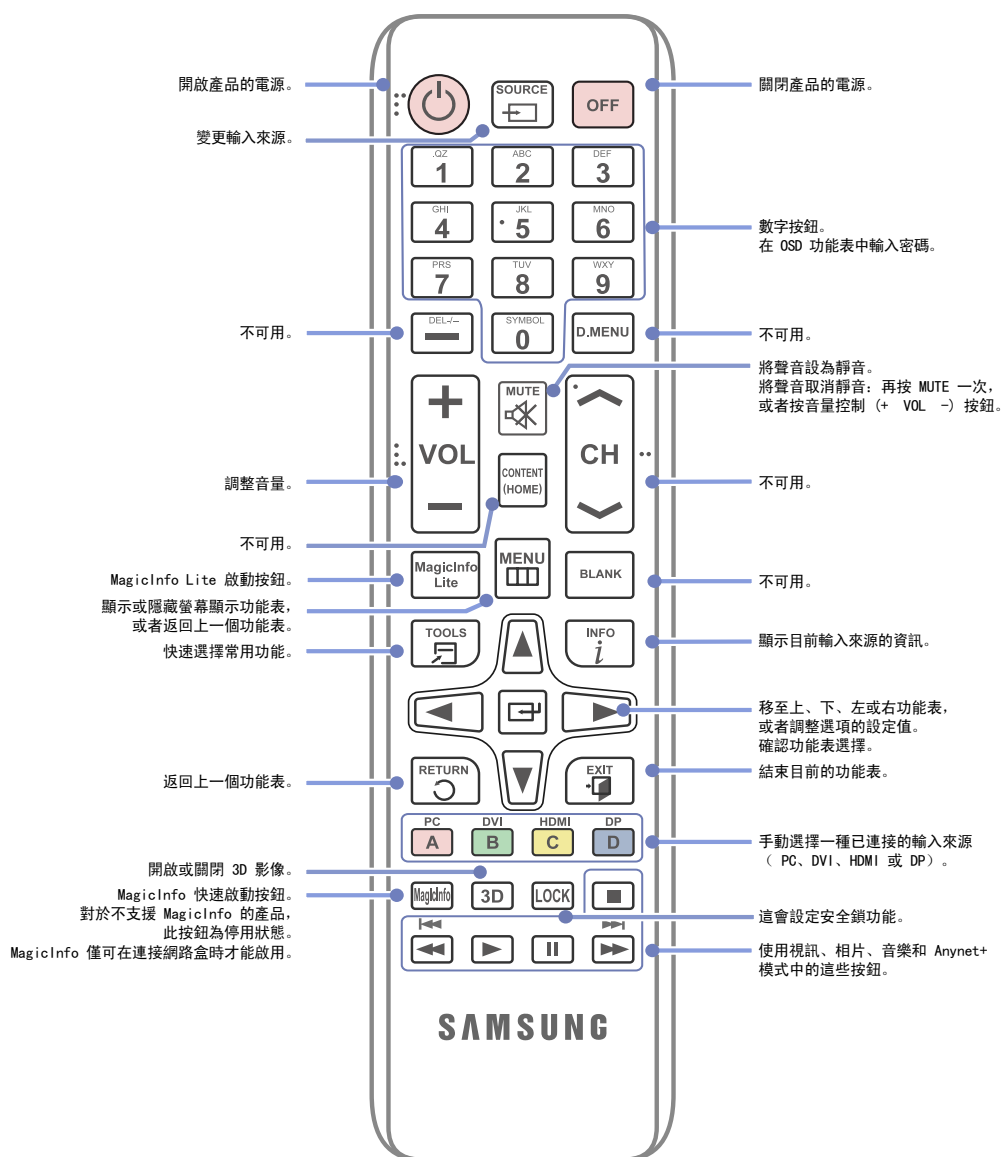 開啟產品的電源。
SOURCE
OFF
關閉產品的電源。
變更輸入來源。
.QZ
1
ABC
2
DEF
3
GHI
4
JKL
5
MNO
6
數字按鈕。
在 OSD 功能表中輸入密碼。
PRS
7
TUV
8
WXY
9
不可用。
DEL-/--
SYMBOL
0
D.MENU
不可用。
將聲音設為靜音。
將聲音取消靜音：再按 MUTE 一次，
或者按音量控制 (+ VOL -) 按鈕。
MUTE
VOL
CH
調整音量。
CONTENT
(HOME)
不可用。
不可用。
MagicInfo Lite 啟動按鈕。
MagicInfo
Lite
MENU
BLANK
不可用。
顯示或隱藏螢幕顯示功能表，
或者返回上一個功能表。
快速選擇常用功能。
TOOLS
INFO
i
顯示目前輸入來源的資訊。
移至上、下、左或右功能表，
或者調整選項的設定值。
確認功能表選擇。
返回上一個功能表。
RETURN
EXIT
結束目前的功能表。
PC
DVI
HDMI
DP
A
B
C
D
手動選擇一種已連接的輸入來源
( PC、DVI、HDMI 或 DP)。
開啟或關閉 3D 影像。
MagicInfo 快速啟動按鈕。
對於不支援 MagicInfo 的產品，
此按鈕為停用狀態。
MagicInfo 僅可在連接網路盒時才能啟用。
MagicInfo
3D
LOCK
這會設定安全鎖功能。
使用視訊、相片、音樂和 Anynet+
模式中的這些按鈕。
SAMSUNG